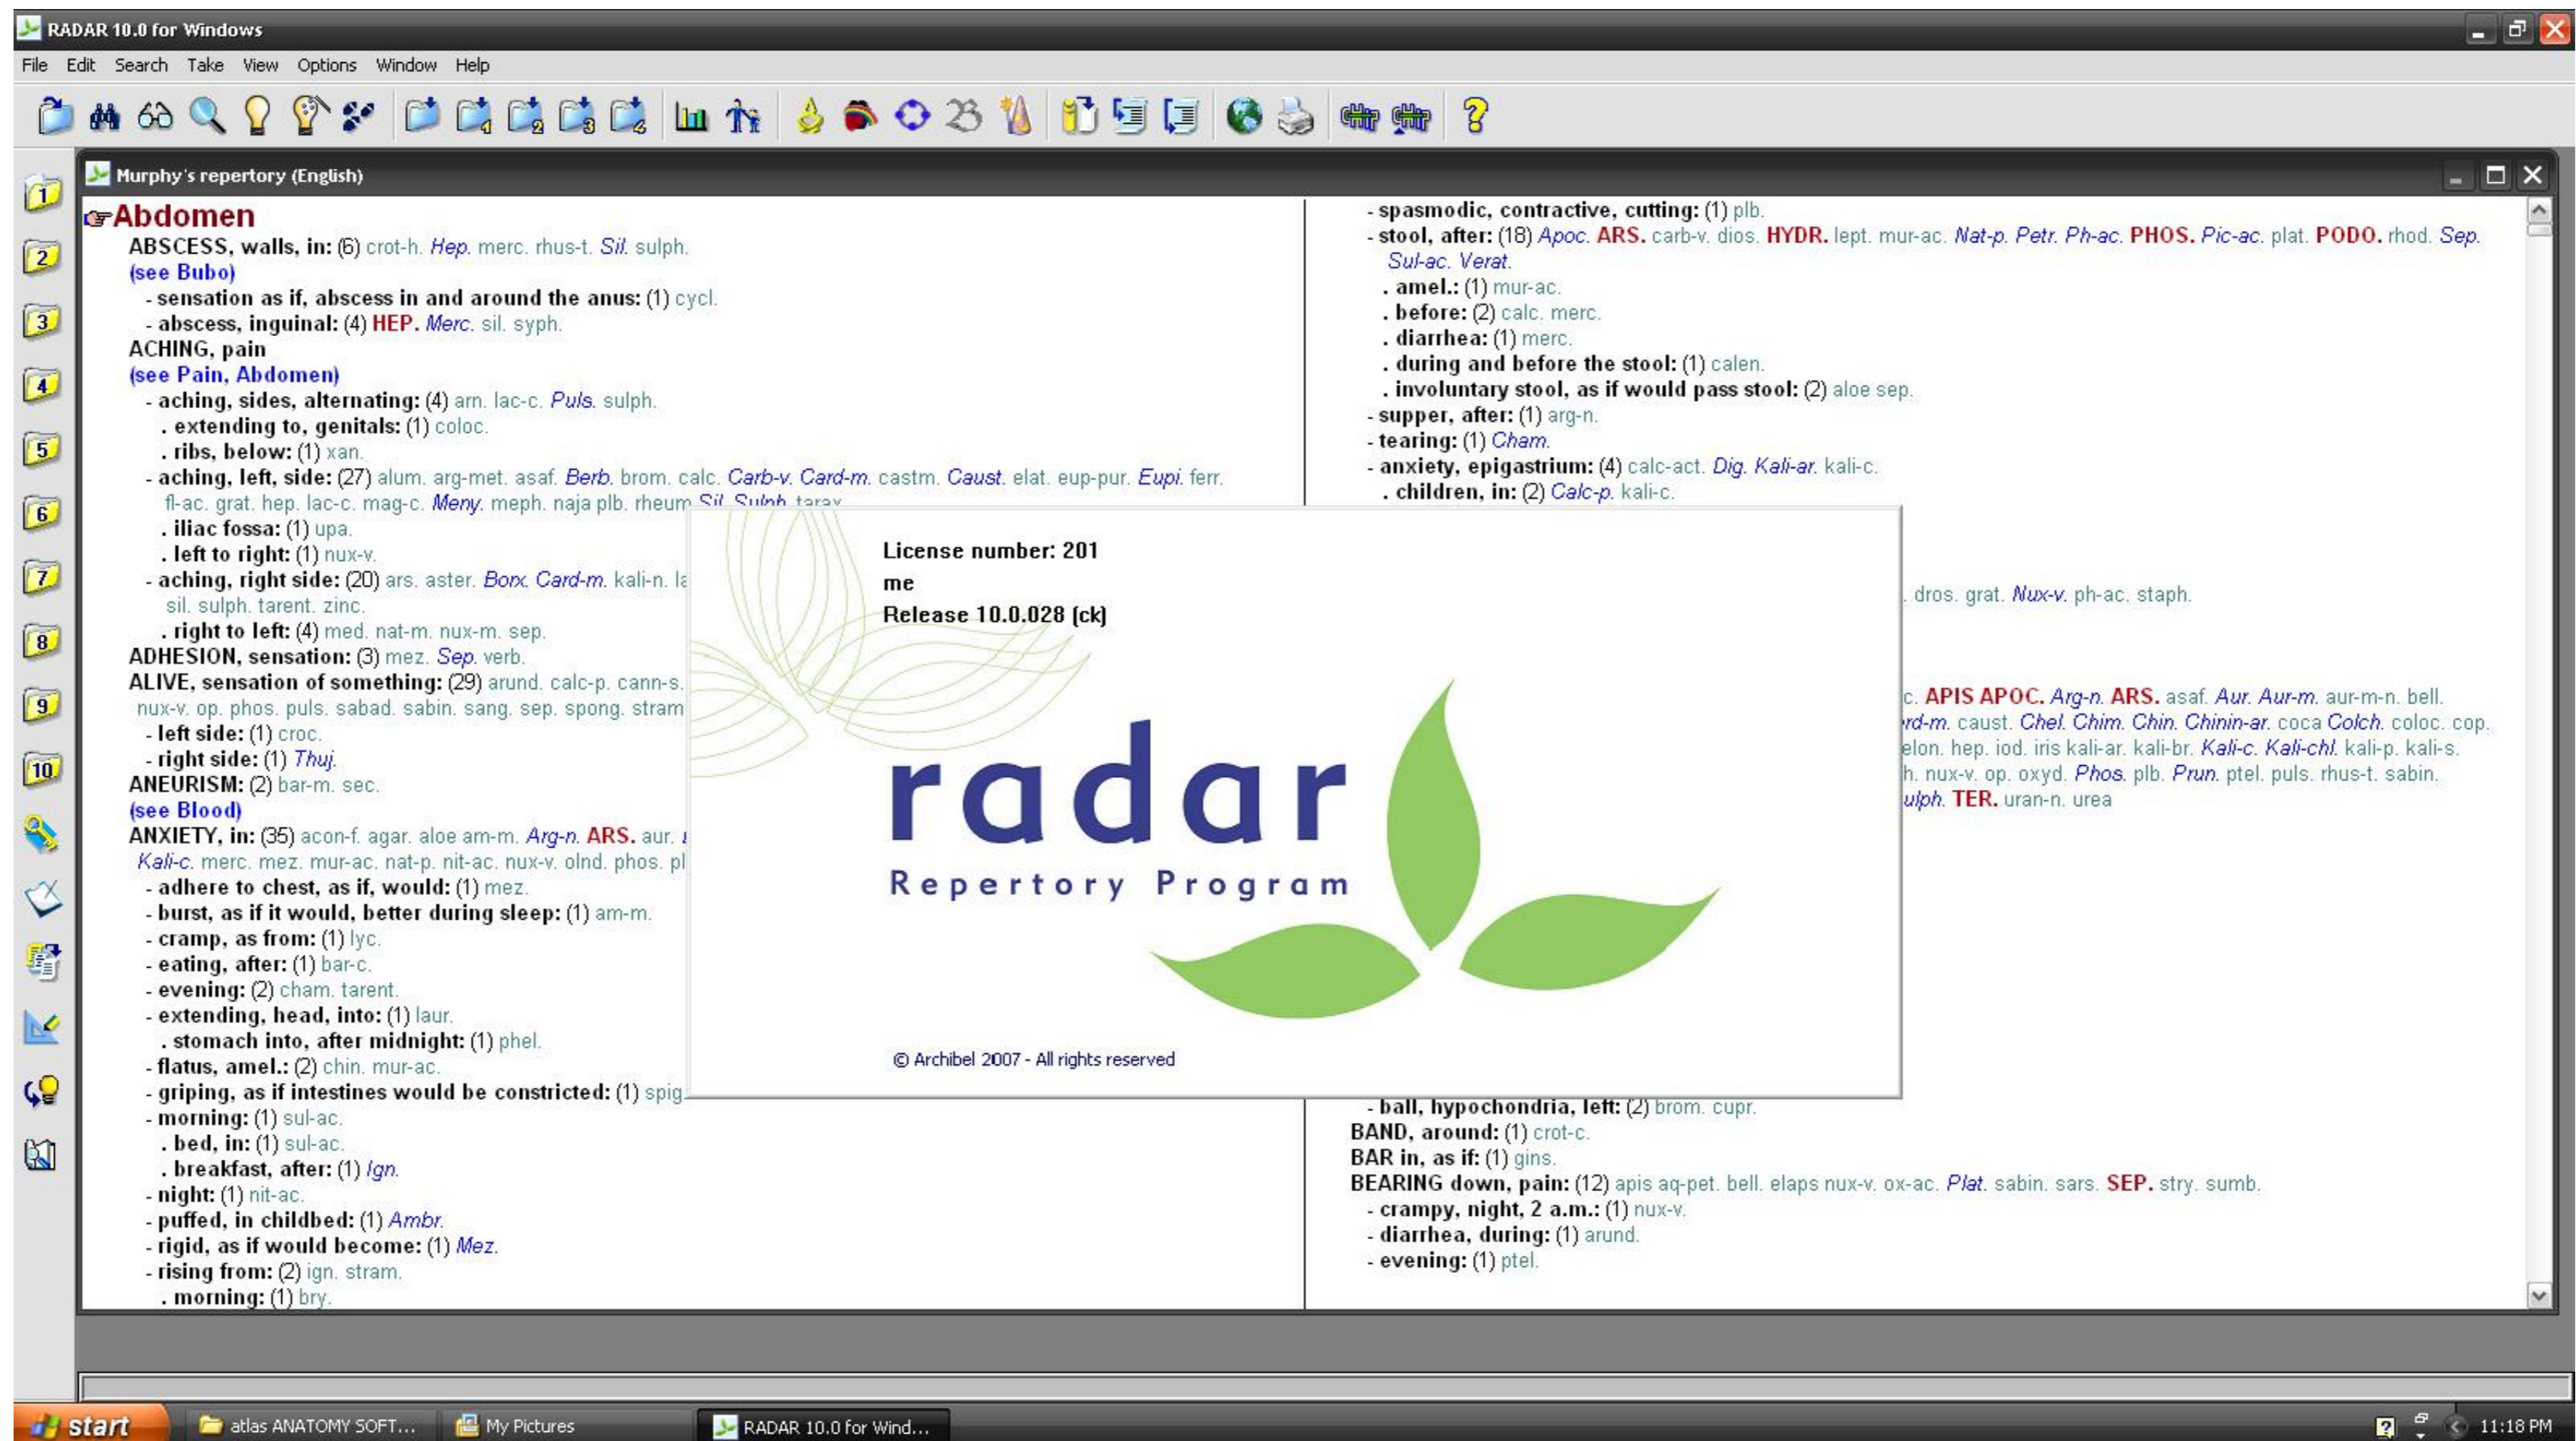 RADAR 10.0 for Windows
File Edit Search Take View Options Window Help
1 2 3 4
Murphy's repertory (English)
1
2
3
4
5
6
7
8
9
10
Abdomen
ABSCESS, walls, in: (6) crot-h. Hep. merc. rhus-t. Sil. sulph.
(see Bubo)
- sensation as if, abscess in and around the anus: (1) cycl.
- abscess, inguinal: (4) HEP. Merc. sil. syph.
ACHING, pain
(see Pain, Abdomen)
- aching, sides, alternating: (4) arn. lac-c. Puls. sulph.
. extending to, genitals: (1) coloc.
. ribs, below: (1) xan.
- aching, left, side: (27) alum. arg-met. asaf. Berb. brom. calc. Carb-v. Card-m. castm. Caust. elat. eup-pur. Eupi. ferr.
fl-ac. grat. hep. lac-c. mag-c. Meny. meph. naja plb. rheum Sil. Sulph. tarax
. iliac fossa: (1) upa.
. left to right: (1) nux-v.
- aching, right side: (20) ars. aster. Borx. Card-m. kali-n.
sil. sulph. tarent. zinc.
. right to left: (4) med. nat-m. nux-m. sep.
ADHESION, sensation: (3) mez. Sep. verb.
ALIVE, sensation of something: (29) arund. calc-p. cann-s.
nux-v. op. phos. puls. sabad. sabin. sang. sep. spong. stram
- left side: (1) croc.
- right side: (1) Thuj.
ANEURISM: (2) bar-m. sec.
(see Blood)
ANXIETY, in: (35) acon-f. agar. aloe am-m. Arg-n. ARS. aur.
Kali-c. merc. mez. mur-ac. nat-p. nit-ac. nux-v. olnd. phos. pl
- adhere to chest, as if, would: (1) mez.
- burst, as if it would, better during sleep: (1) am-m.
- cramp, as from: (1) lyc.
- eating, after: (1) bar-c.
- evening: (2) cham. tarent.
- extending, head, into: (1) laur.
. stomach into, after midnight: (1) phel.
- flatus, amel.: (2) chin. mur-ac.
- griping, as if intestines would be constricted: (1) spig.
- morning: (1) sul-ac.
. bed, in: (1) sul-ac.
. breakfast, after: (1) Ign.
- night: (1) nit-ac.
- puffed, in childbed: (1) Ambr.
- rigid, as if would become: (1) Mez.
- rising from: (2) ign. stram.
. morning: (1) bry.
- spasmodic, contractive, cutting: (1) plb.
- stool, after: (18) Apoc. ARS. carb-v. dios. HYDR. lept. mur-ac. Nat-p. Petr. Ph-ac. PHOS. Pic-ac. plat. PODO. rhod. Sep.
Sul-ac. Verat.
. amel.: (1) mur-ac.
. before: (2) calc. merc.
. diarrhea: (1) merc.
. during and before the stool: (1) calen.
. involuntary stool, as if would pass stool: (2) aloe sep.
- supper, after: (1) arg-n.
- tearing: (1) Cham.
- anxiety, epigastrium: (4) calc-act. Dig. Kali-ar. kali-c.
. children, in: (2) Calc-p. kali-c.
. dros. grat. Nux-v. ph-ac. staph.
c. APIS APOC. Arg-n. ARS. asaf. Aur. Aur-m. aur-m-n. bell.
rd-m. caust. Chel. Chim. Chin. Chinin-ar. coca Colch. coloc. cop.
elon. hep. iod. iris kali-ar. kali-br. Kali-c. Kali-chl. kali-p. kali-s.
h. nux-v. op. oxyd. Phos. plb. Prun. ptel. puls. rhus-t. sabin.
ulph. TER. uran-n. urea
- ball, hypochondria, left: (2) brom. cupr.
BAND, around: (1) crot-c.
BAR in, as if: (1) gins.
BEARING down, pain: (12) apis aq-pet. bell. elaps nux-v. ox-ac. Plat. sabin. sars. SEP. stry. sumb.
- crampy, night, 2 a.m.: (1) nux-v.
- diarrhea, during: (1) arund.
- evening: (1) ptel.
License number: 201
me
Release 10.0.028 (ck)
radar
Repertory Program
© Archibel 2007 - All rights reserved
start atlas ANATOMY SOFT... My Pictures RADAR 10.0 for Wind... 11:18 PM